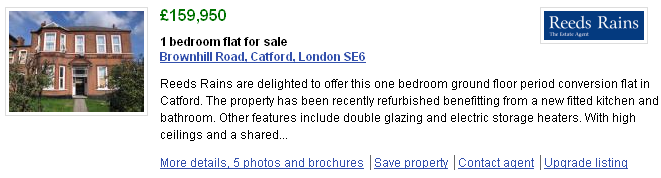 £159,950
Reeds Rains
The Estate Agent
1 bedroom flat for sale
Brownhill Road, Catford, London SE6
Reeds Rains are delighted to offer this one bedroom ground floor period conversion flat in
Catford. The property has been recently refurbished benefitting from a new fitted kitchen and
bathroom. Other features include double glazing and electric storage heaters. With high
ceilings and a shared...
More details, 5 photos and brochures | Save property | Contact agent | Upgrade listing